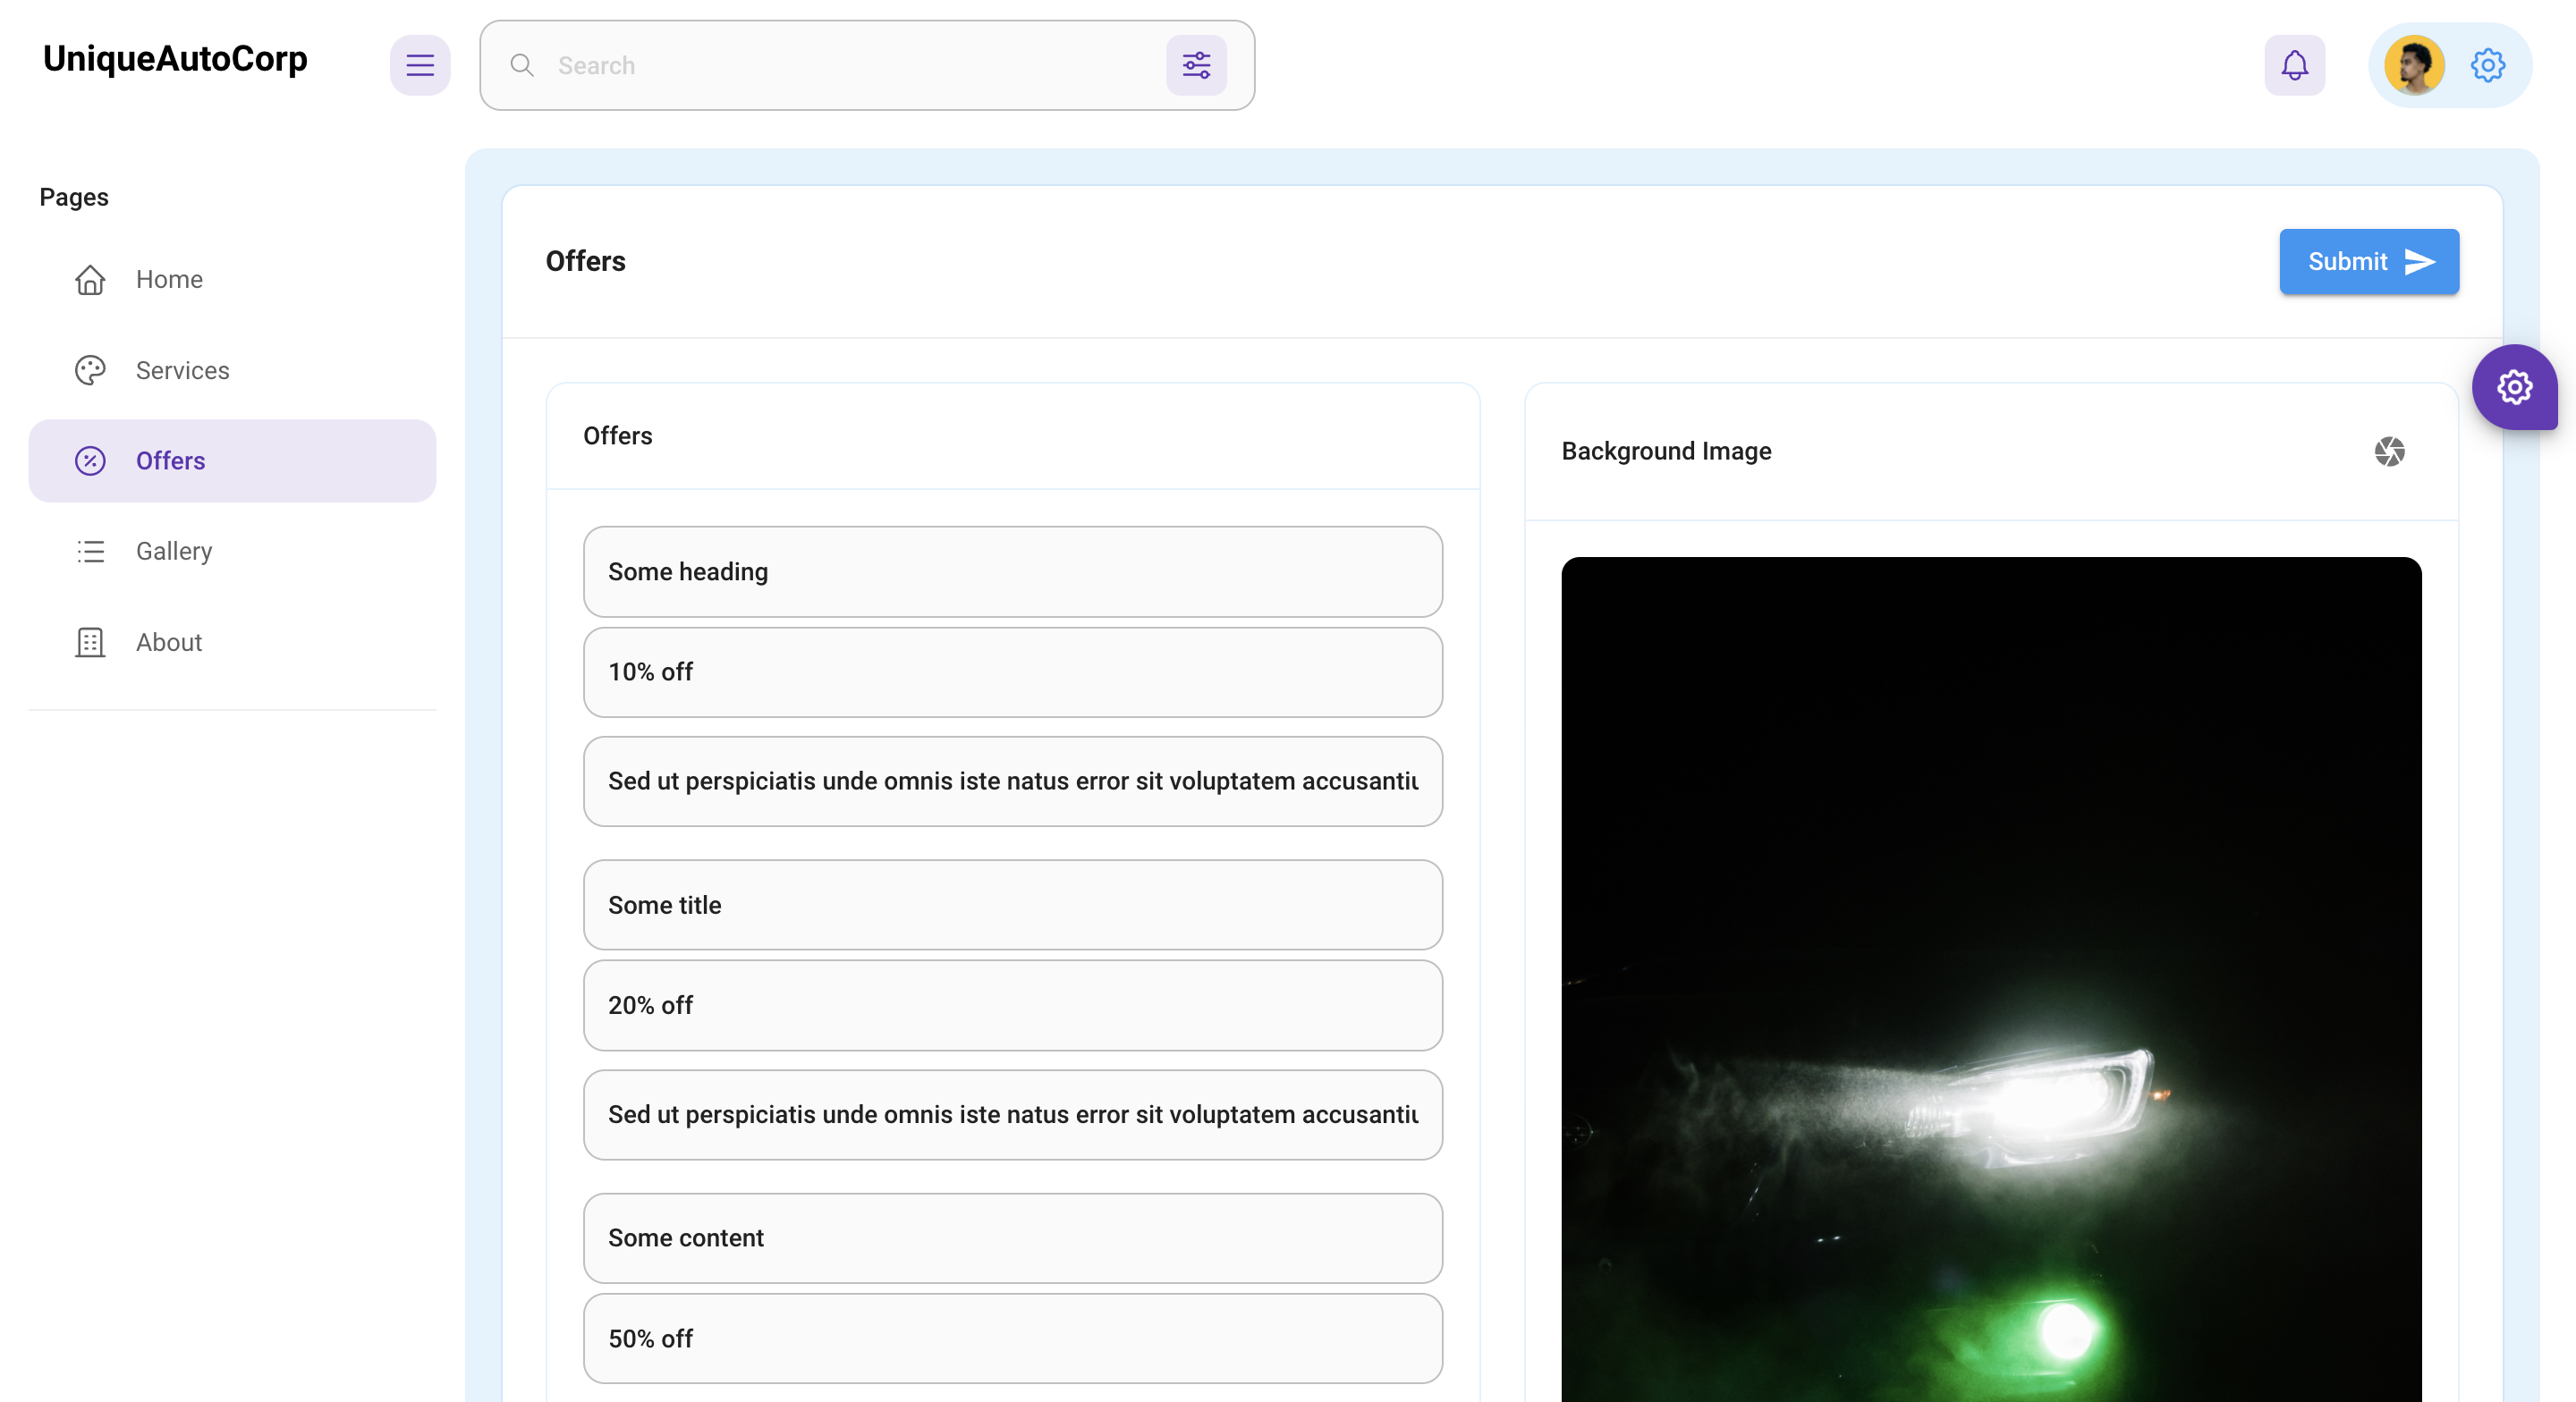 UniqueAutoCorp
Search
Pages
Home
Services
Offers
Gallery
About
Offers
Submit
Offers
Some heading
10% off
Sed ut perspiciatis unde omnis iste natus error sit voluptatem
Some title
20% off
Sed ut perspiciatis unde omnis iste natus error sit voluptatem
Some content
50% off
Background Image